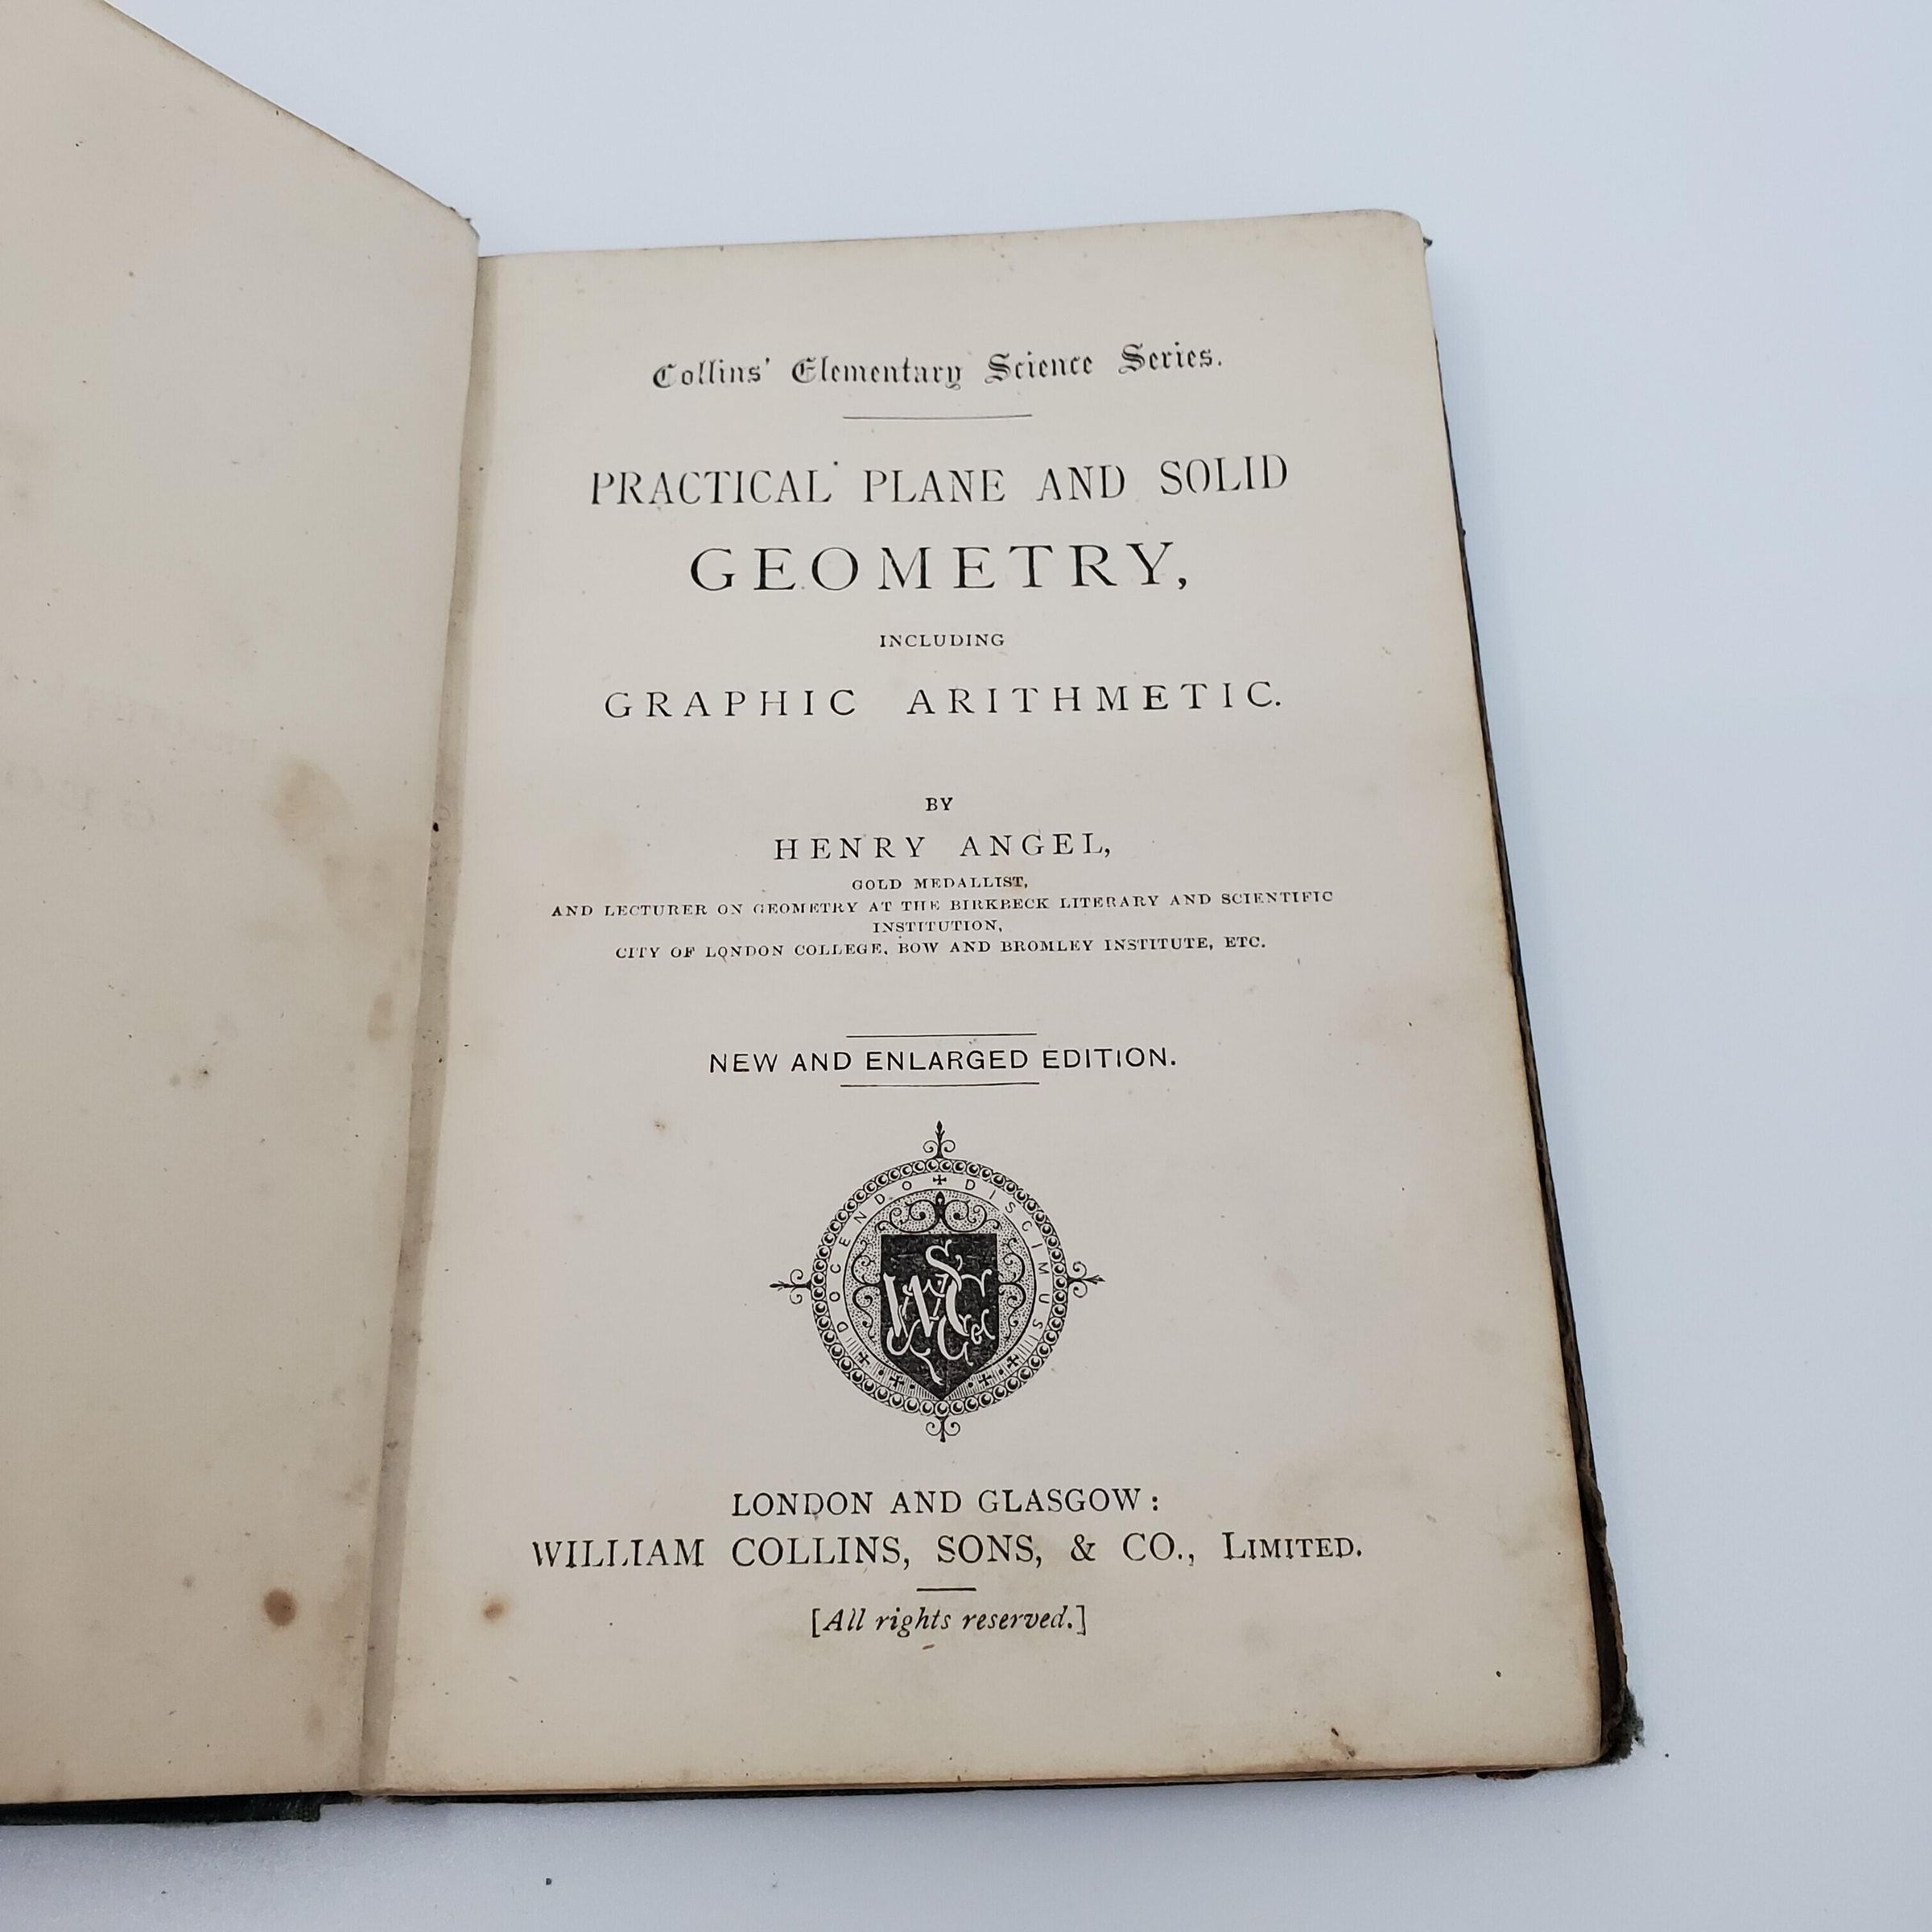 Collins' Elementary Science Series.
PRACTICAL PLANE AND SOLID
GEOMETRY,
INCLUDING
GRAPHIC ARITHMETIC.
BY
HENRY ANGEL,
GOLD MEDALLIST,
AND LECTURER ON GEOMETRY AT THE BIRKBECK LITERARY AND SCIENTIFIC
INSTITUTION,
CITY OF LONDON COLLEGE, BOW AND BROMLEY INSTITUTE, ETC.
NEW AND ENLARGED EDITION.
DOCENDO DISCIMUS
WSC
LONDON AND GLASGOW:
WILLIAM COLLINS, SONS, & CO., LIMITED.
[All rights reserved.]